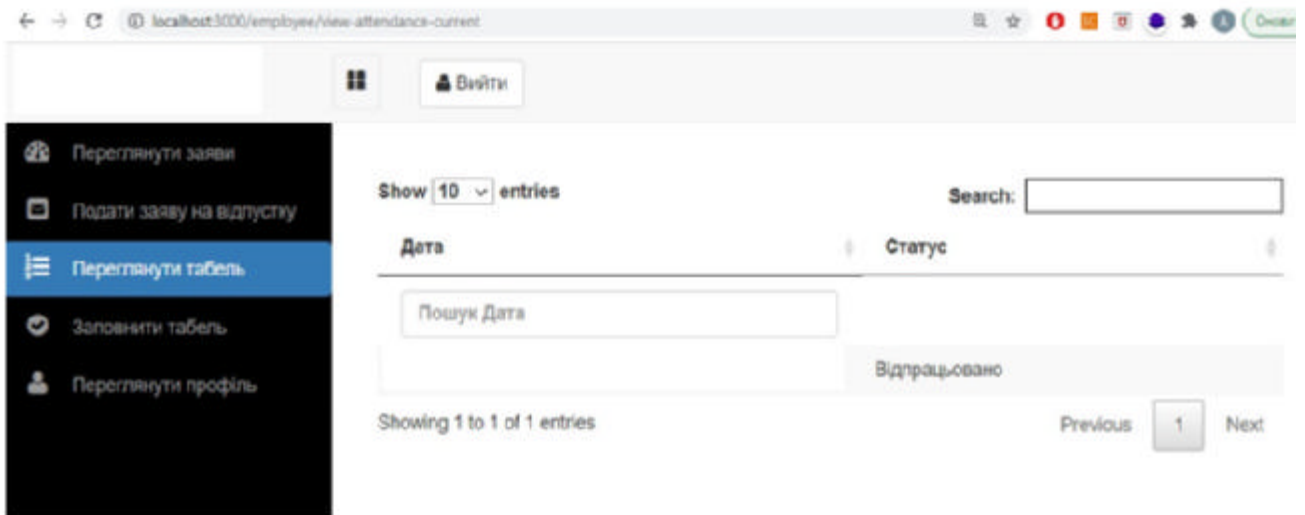 localhost:3000/employee/view-attendance-current
Вийти
Переглянути заяви
Подати заяву на відпустку
Переглянути табель
Заповнити табель
Переглянути профіль
Show 10 entries
Search:
Дата Статус
Пошук Дата
Відпрацьовано
Showing 1 to 1 of 1 entries
Previous 1 Next